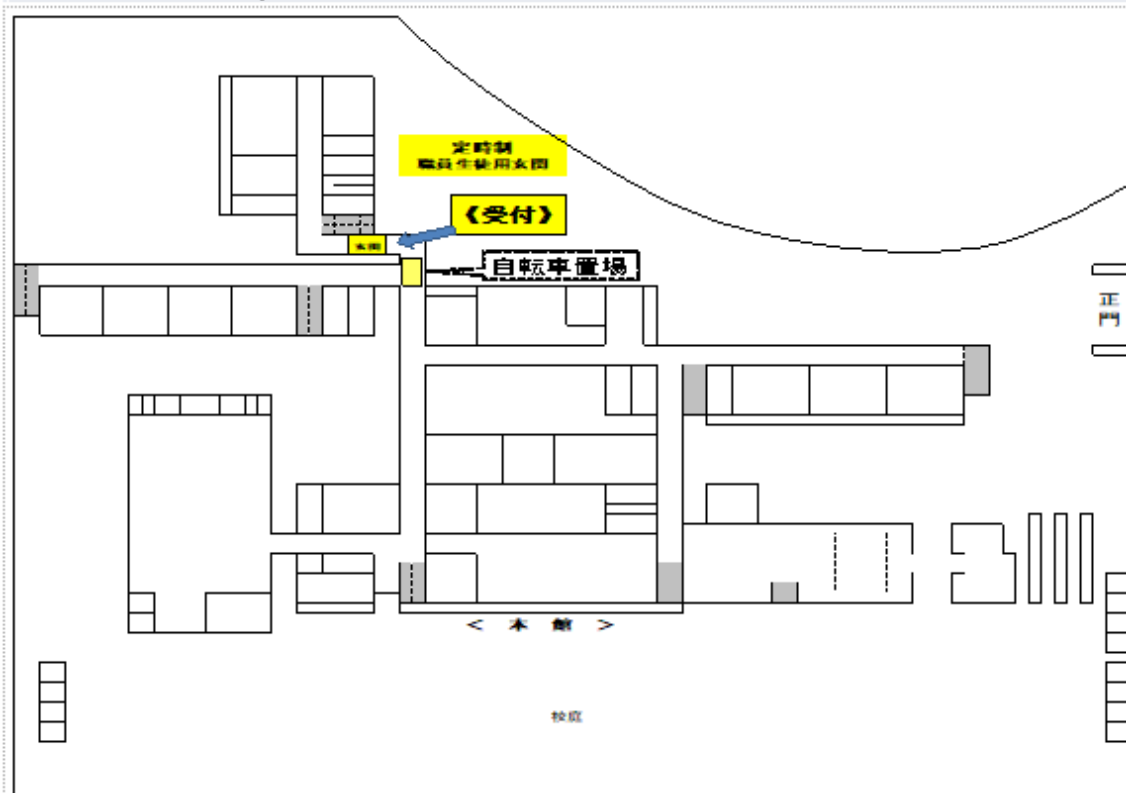 定時制
職員生徒用玄関
《受付》
玄関
自転車置場
正
門
< 本 館 >
校庭